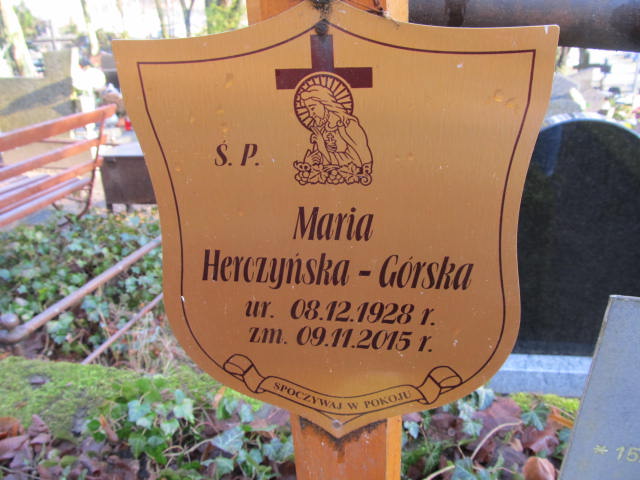 Ś. P.
Maria
Herczyńska - Górska
ur. 08.12.1928 r.
zm. 09.11.2015 r.
SPOCZYWAJ W POKOJU